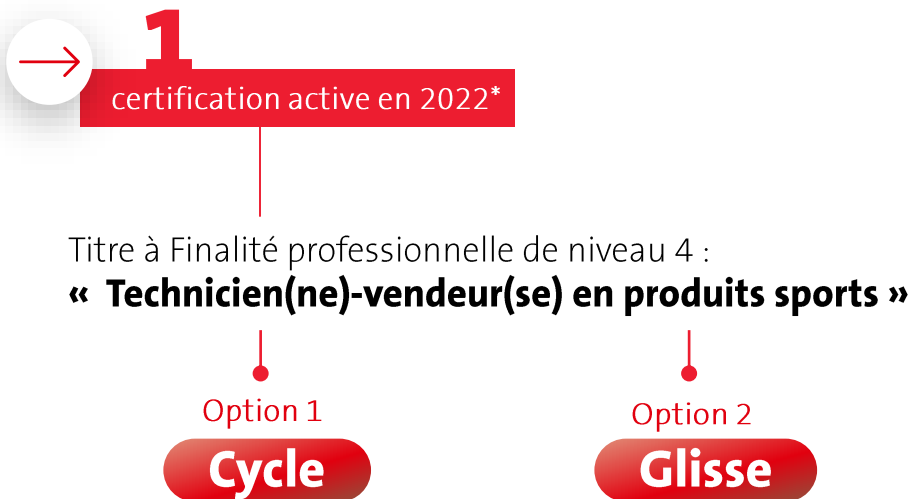 1
certification active en 2022*
Titre à Finalité professionnelle de niveau 4 :
«  Technicien(ne)-vendeur(se) en produits sports »
Option 1
Option 2
Cycle
Glisse